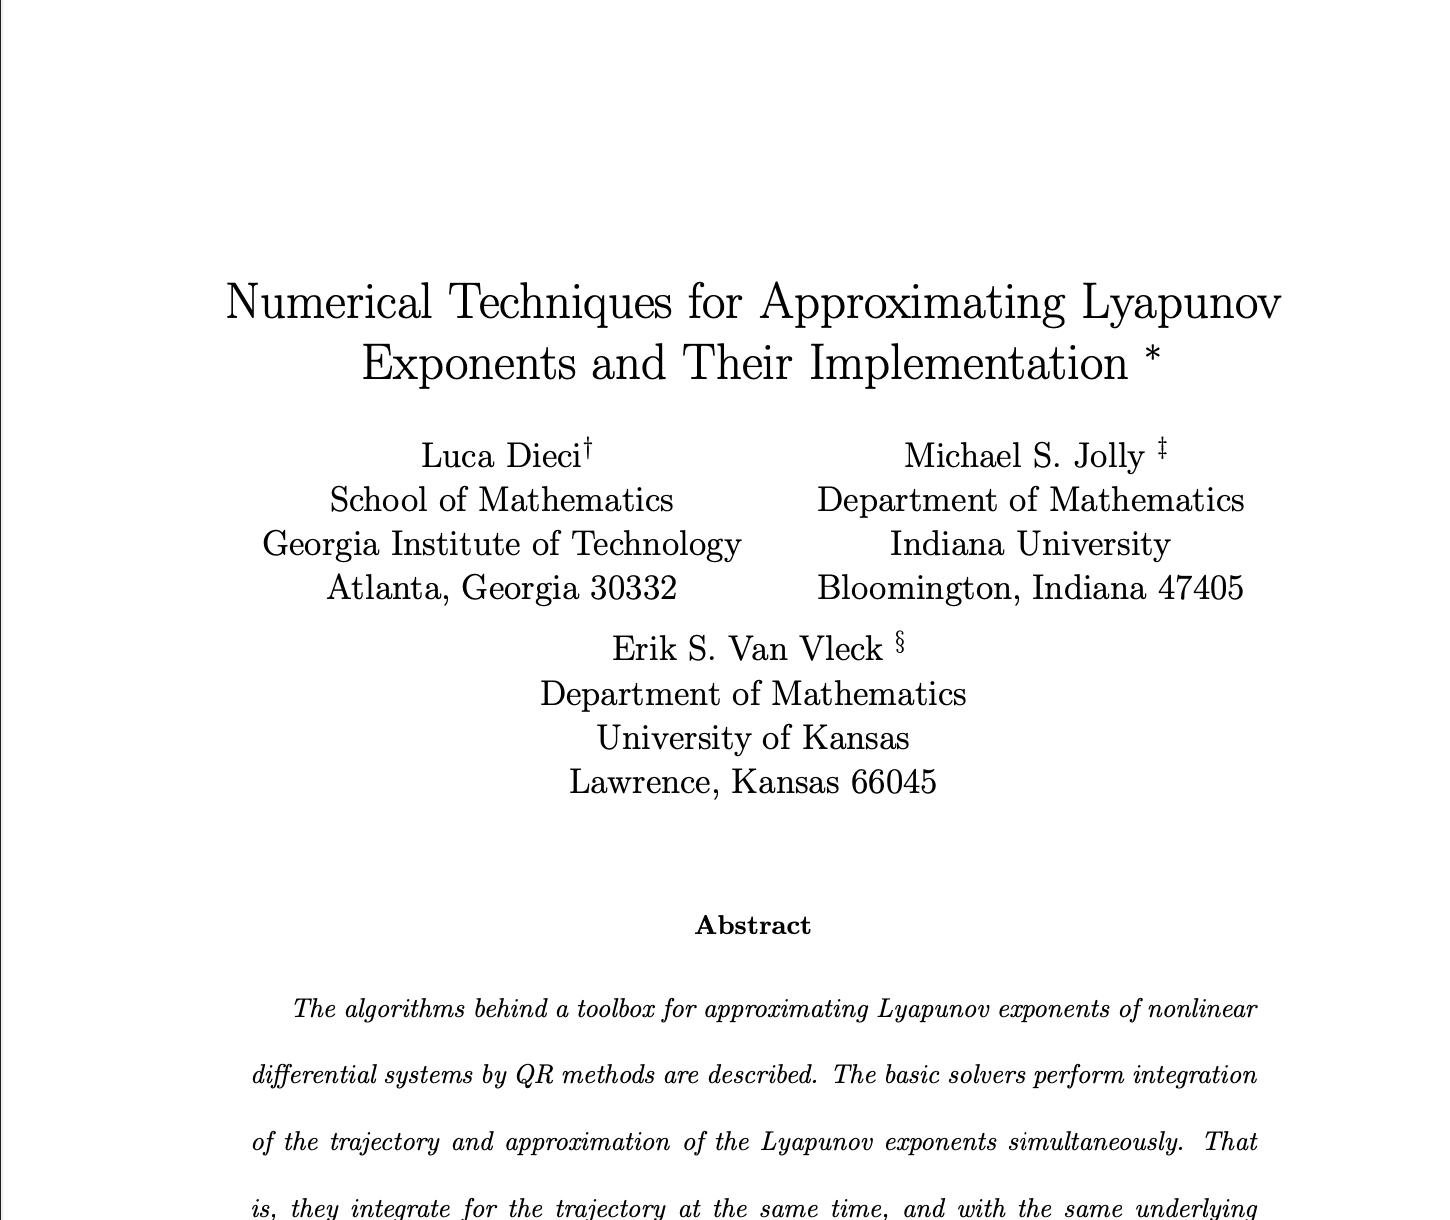 Numerical Techniques for Approximating Lyapunov
Exponents and Their Implementation *
Luca Dieci†
School of Mathematics
Georgia Institute of Technology
Atlanta, Georgia 30332
Michael S. Jolly ‡
Department of Mathematics
Indiana University
Bloomington, Indiana 47405
Erik S. Van Vleck §
Department of Mathematics
University of Kansas
Lawrence, Kansas 66045
Abstract
The algorithms behind a toolbox for approximating Lyapunov exponents of nonlinear
differential systems by QR methods are described. The basic solvers perform integration
of the trajectory and approximation of the Lyapunov exponents simultaneously. That
is, they integrate for the trajectory at the same time, and with the same underlying